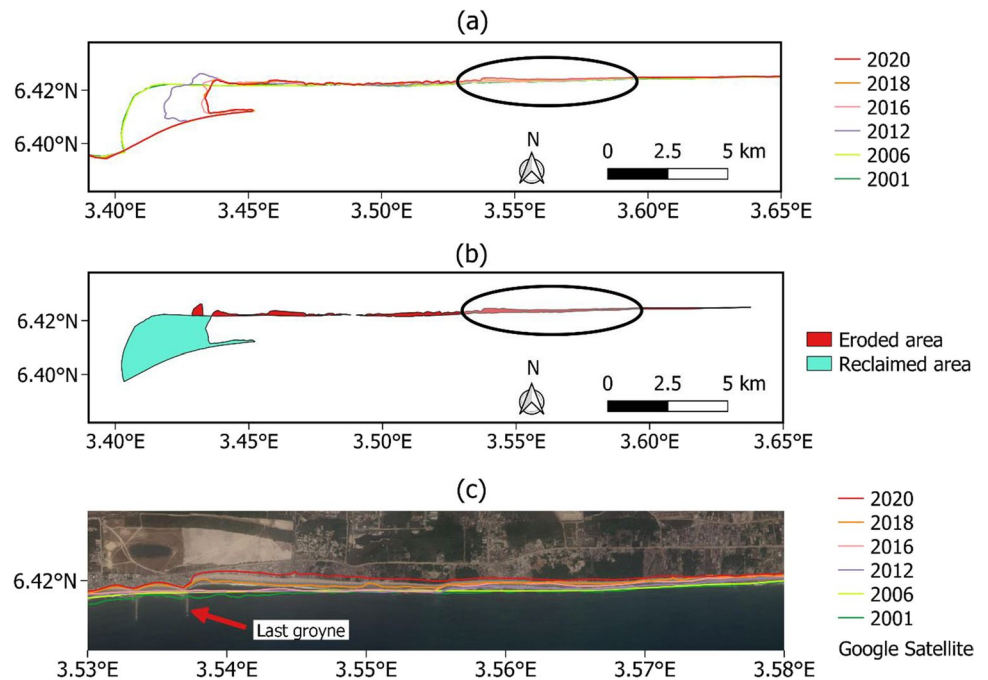 (a)
6.42°N
6.40°N
N
0 2.5 5 km
3.40°E 3.45°E 3.50°E 3.55°E 3.60°E 3.65°E
2020
2018
2016
2012
2006
2001
(b)
6.42°N
6.40°N
N
0 2.5 5 km
3.40°E 3.45°E 3.50°E 3.55°E 3.60°E 3.65°E
Eroded area
Reclaimed area
(c)
6.42°N
Last groyne
3.53°E 3.54°E 3.55°E 3.56°E 3.57°E 3.58°E
2020
2018
2016
2012
2006
2001
Google Satellite